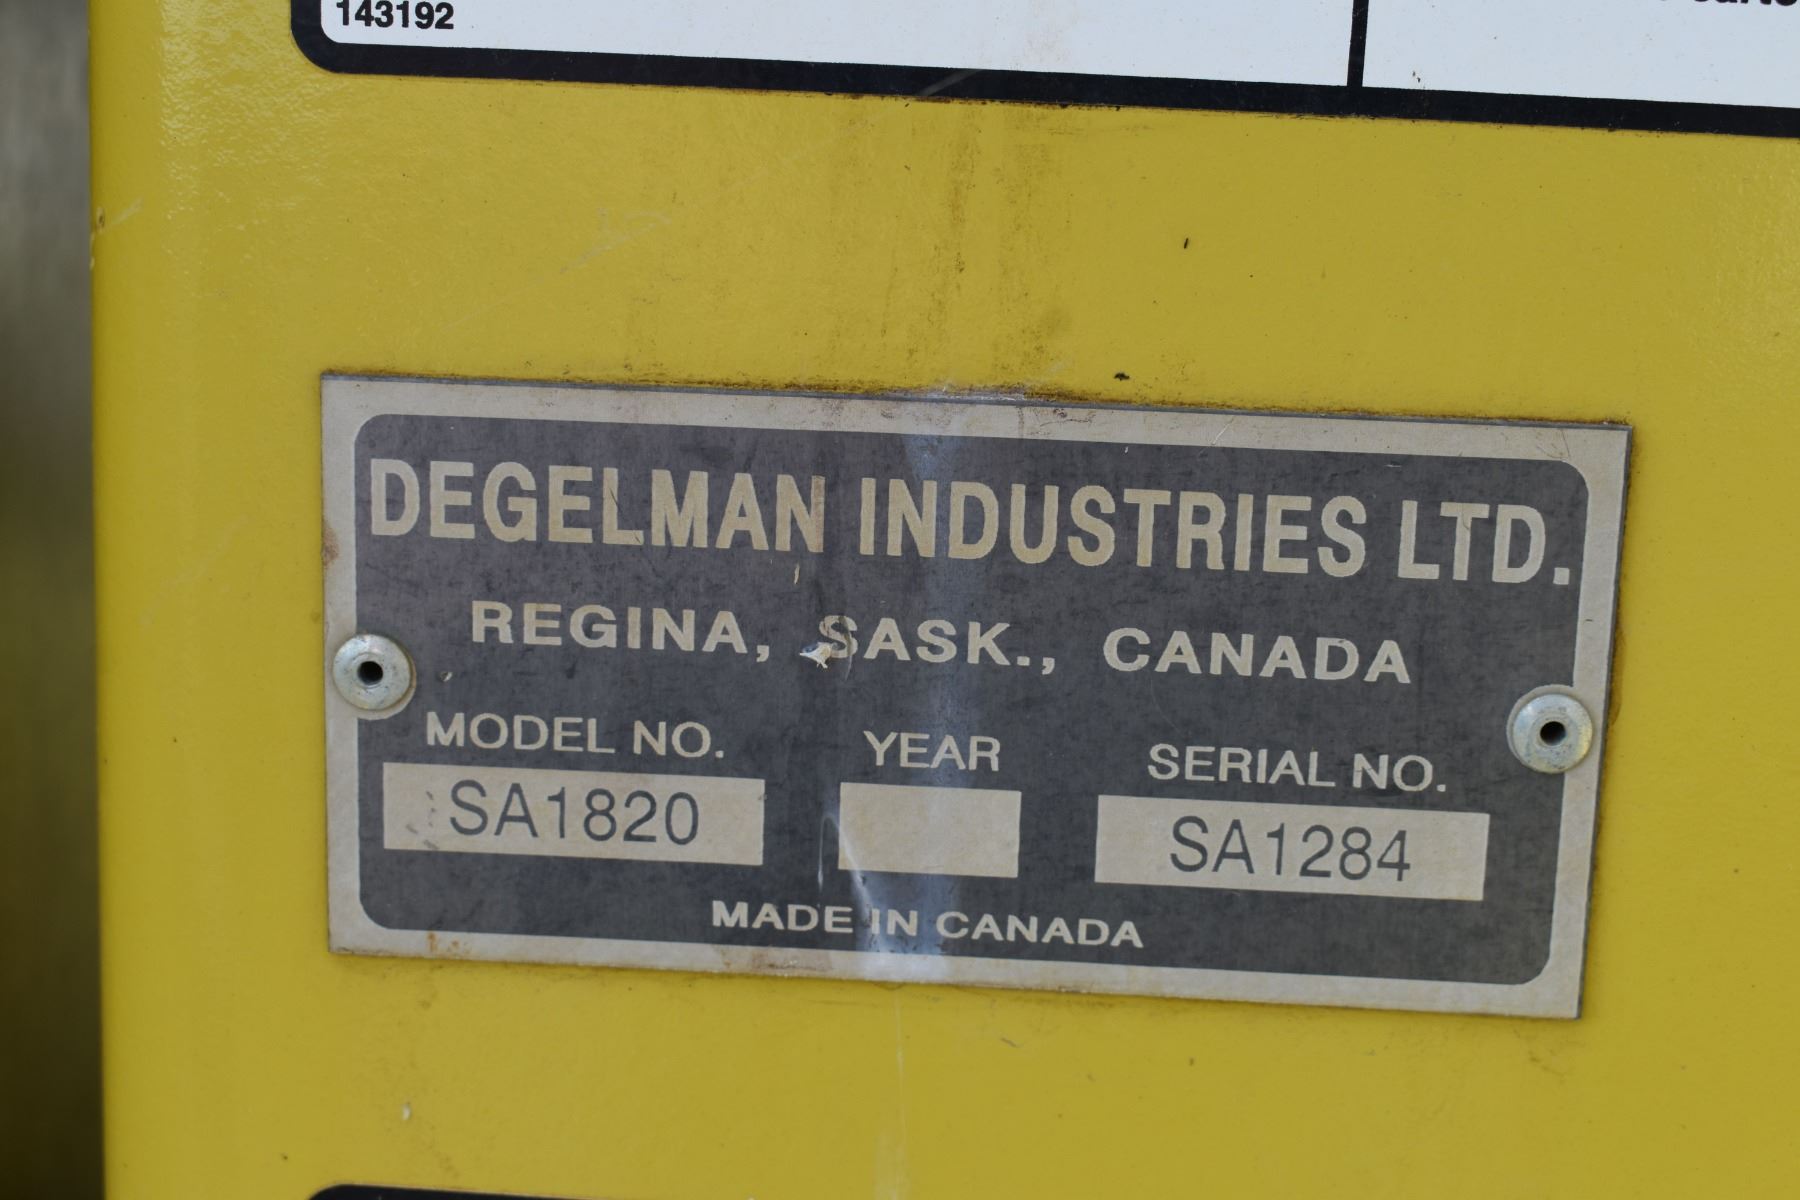 143192
DEGELMAN INDUSTRIES LTD.
REGINA, SASK., CANADA
MODEL NO. YEAR SERIAL NO.
SA1820 SA1284
MADE IN CANADA